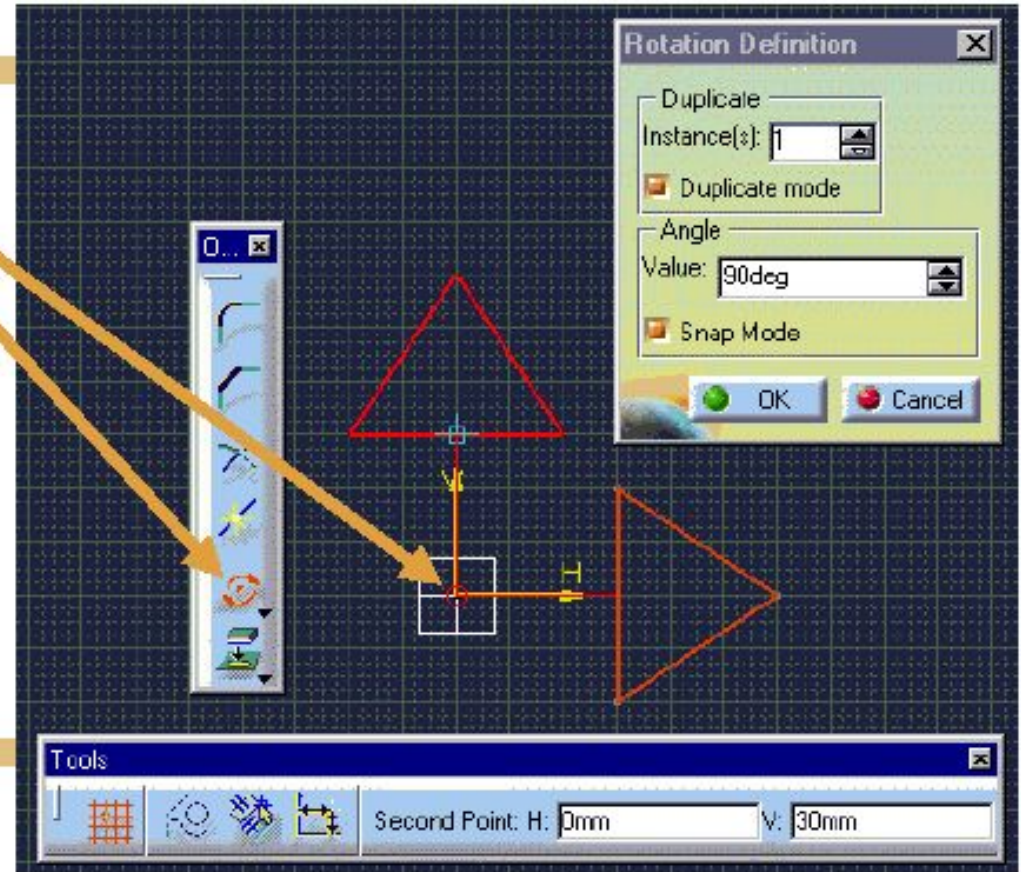 Rotation Definition
Duplicate
Instance(s): 1
Duplicate mode
Angle
Value: 90deg
Snap Mode
OK Cancel
O...
V
H
Tools
Second Point: H: 0mm V: 30mm